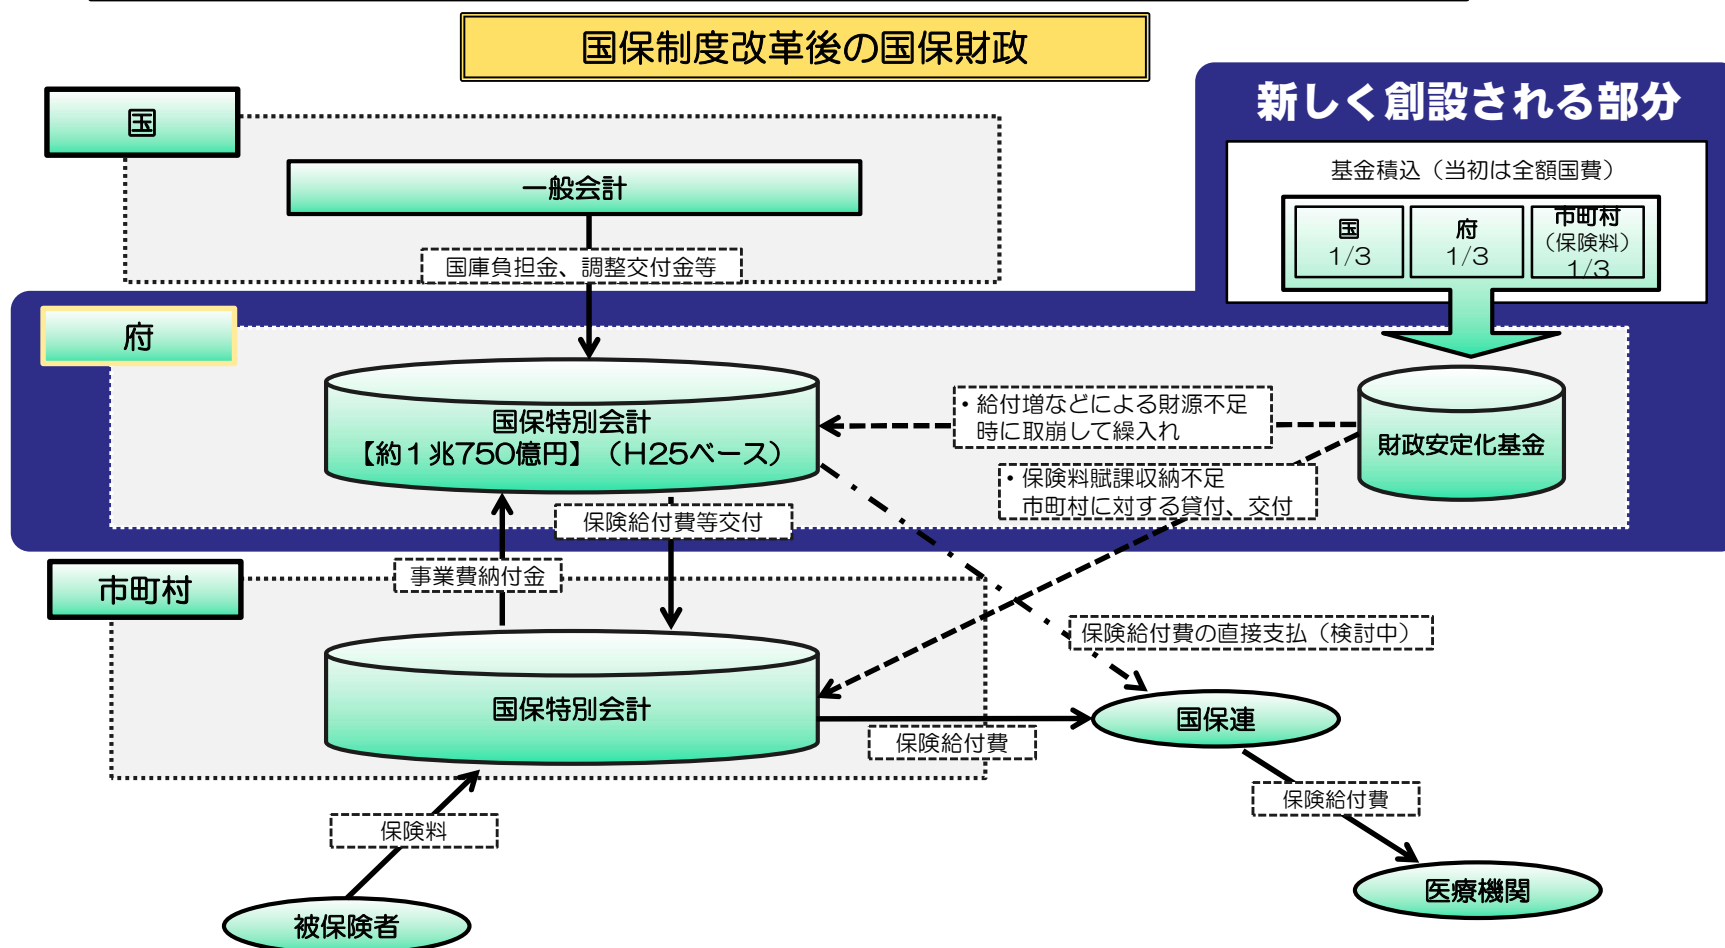 国保制度改革後の国保財政
新しく創設される部分
国
一般会計
国庫負担金、調整交付金等
基金積込（当初は全額国費）
国
1/3
府
1/3
市町村
（保険料）
1/3
府
国保特別会計
【約１兆750億円】（H25ベース）
・給付増などによる財源不足
時に取崩して繰入れ
財政安定化基金
・保険料賦課収納不足
市町村に対する貸付、交付
保険給付費等交付
事業費納付金
市町村
保険給付費の直接支払（検討中）
国保特別会計
国保連
保険給付費
保険給付費
保険料
医療機関
被保険者